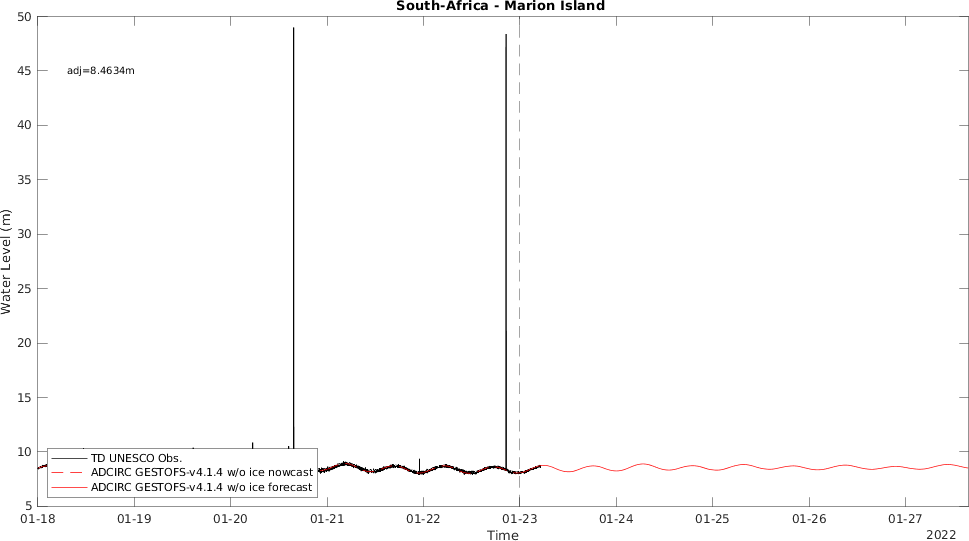 South-Africa - Marion Island
50
adj=8.4634m
45
40
35
30
25
20
15
10
5
Water Level (m)
TD UNESCO Obs.
ADCIRC GESTOFS-v4.1.4 w/o ice nowcast
ADCIRC GESTOFS-v4.1.4 w/o ice forecast
01-18 01-19 01-20 01-21 01-22 01-23 01-24 01-25 01-26 01-27
Time
2022